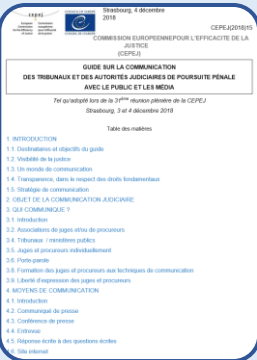 Strasbourg, 4 décembre
2018
CEPEJ(2018)15
COMMISSION EUROPEENNEPOUR L'EFFICACITE DE LA
JUSTICE
(CEPEJ)
GUIDE SUR LA COMMUNICATION
DES TRIBUNAUX ET DES AUTORITÉS JUDICIAIRES DE POURSUITE PÉNALE
AVEC LE PUBLIC ET LES MÉDIA
Tel qu'adopté lors de la 31ème réunion plénière de la CEPEJ
Strasbourg, 3 et 4 décembre 2018
Table des matières
1. INTRODUCTION
1.1. Destinataires et objectifs du guide
1.2. Visibilité de la justice
1.3. Un monde de communication
1.4. Transparence, dans le respect des droits fondamentaux
1.5. Stratégie de communication
2. OBJET DE LA COMMUNICATION JUDICIAIRE
3. QUI COMMUNIQUE ?
3.1. Introduction
3.2. Associations de juges et/ou de procureurs
3.4. Tribunaux / ministères publics
3.5. Juges et procureurs individuellement
3.6. Porte-parole
3.8. Formation des juges et procureurs aux techniques de communication
3.9. Liberté d'expression des juges et procureurs
4. MOYENS DE COMMUNICATION
4.1. Introduction
4.2. Communiqué de presse
4.3. Conférence de presse
4.4. Entrevue
4.5. Réponse écrite à des questions écrites
4.6. Site internet